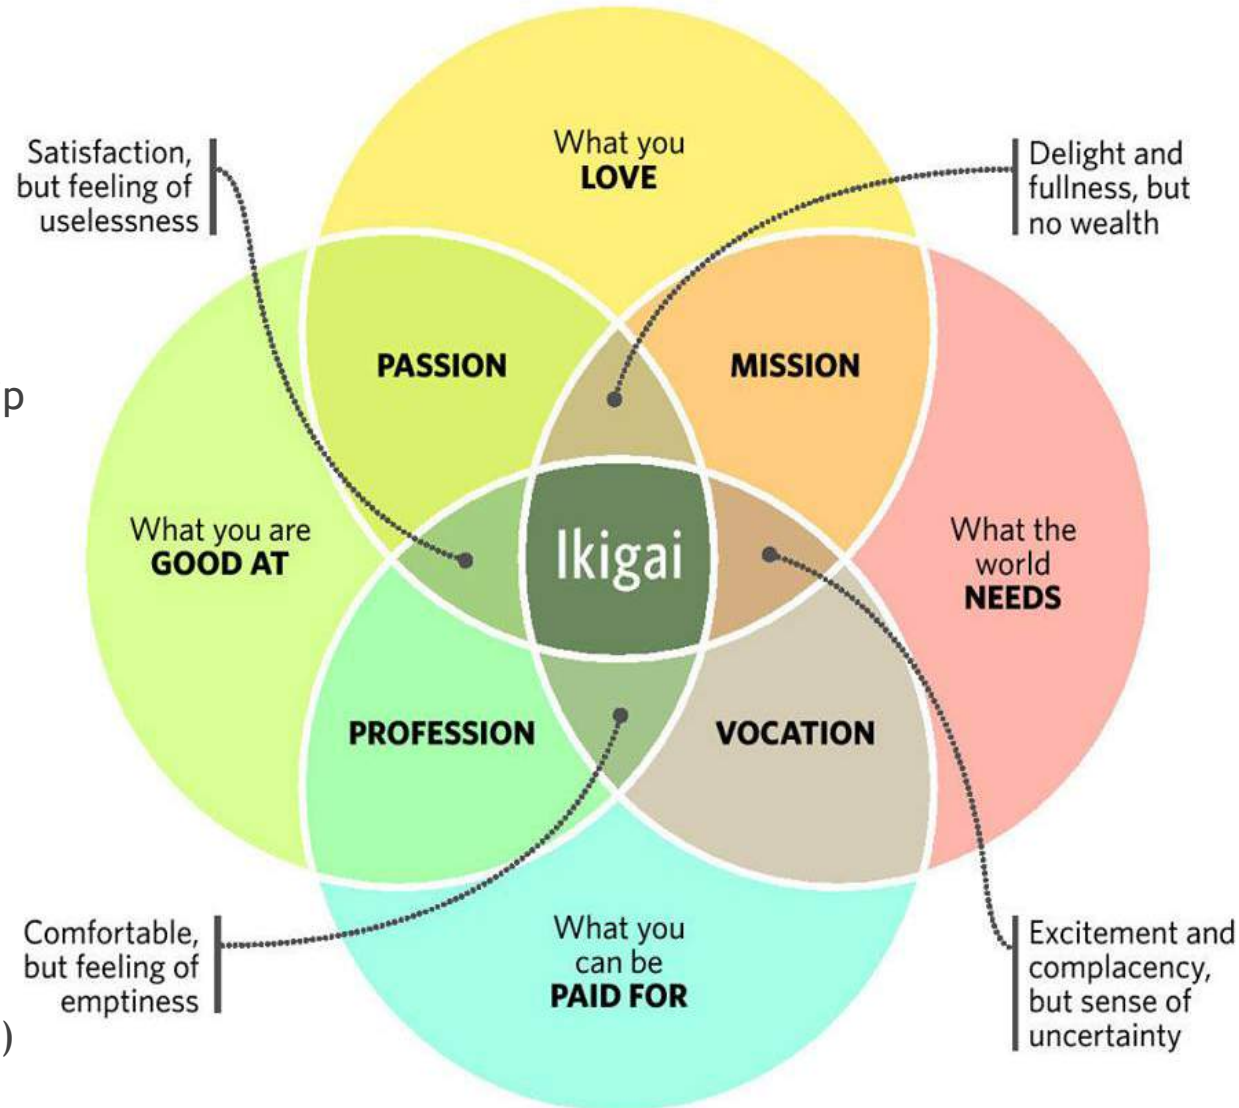 What you
LOVE
Satisfaction,
but feeling of
uselessness
Delight and
fullness, but
no wealth
PASSION
MISSION
p
What you are
GOOD AT
Ikigai
What the
world
NEEDS
PROFESSION
VOCATION
Comfortable,
but feeling of
emptiness
)
What you
can be
PAID FOR
Excitement and
complacency,
but sense of
uncertainty